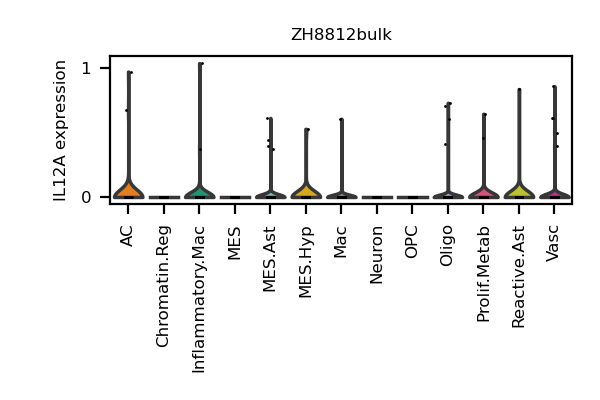 ZH8812bulk
IL12A expression
1
0
AC
Chromatin.Reg
Inflammatory.Mac
MES
MES.Ast
MES.Hyp
Mac
Neuron
OPC
Oligo
Prolif.Metab
Reactive.Ast
Vasc